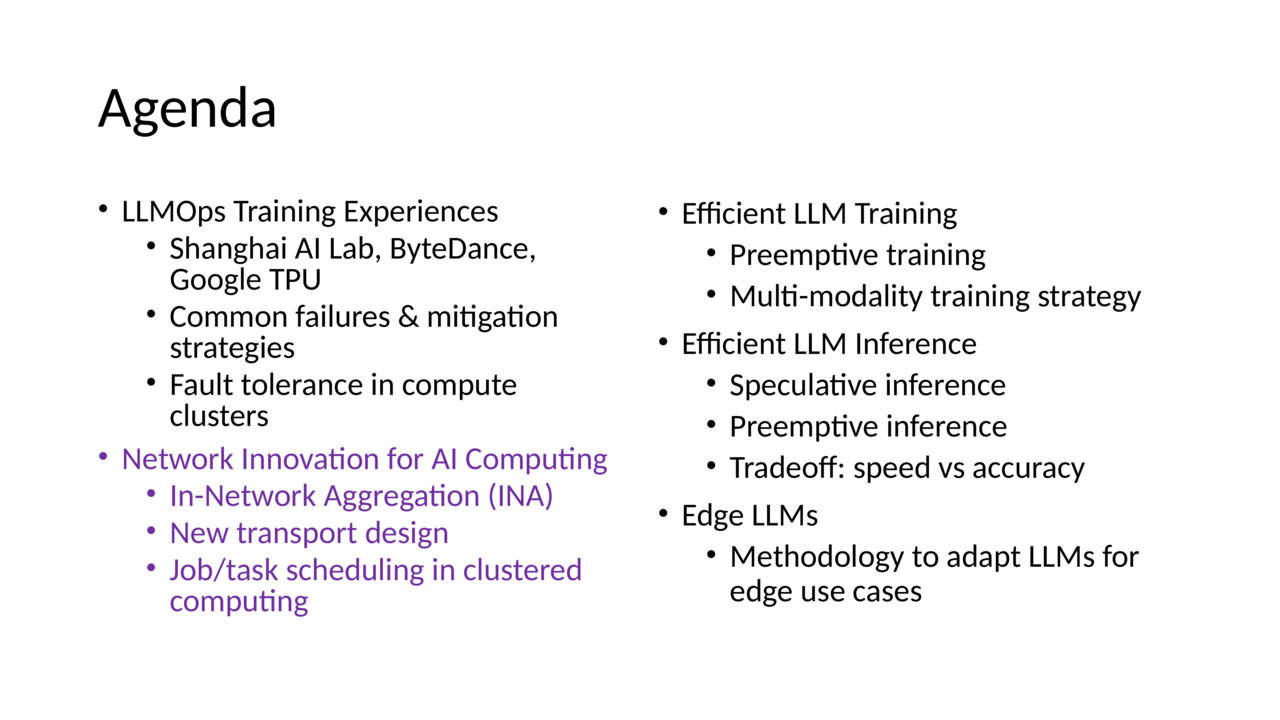 Agenda
• LLMOps Training Experiences
• Shanghai AI Lab, ByteDance,
Google TPU
• Common failures & mitigation
strategies
• Fault tolerance in compute
clusters
• Network Innovation for AI Computing
• In-Network Aggregation (INA)
• New transport design
• Job/task scheduling in clustered
computing
• Efficient LLM Training
• Preemptive training
• Multi-modality training strategy
• Efficient LLM Inference
• Speculative inference
• Preemptive inference
• Tradeoff: speed vs accuracy
• Edge LLMs
• Methodology to adapt LLMs for
edge use cases